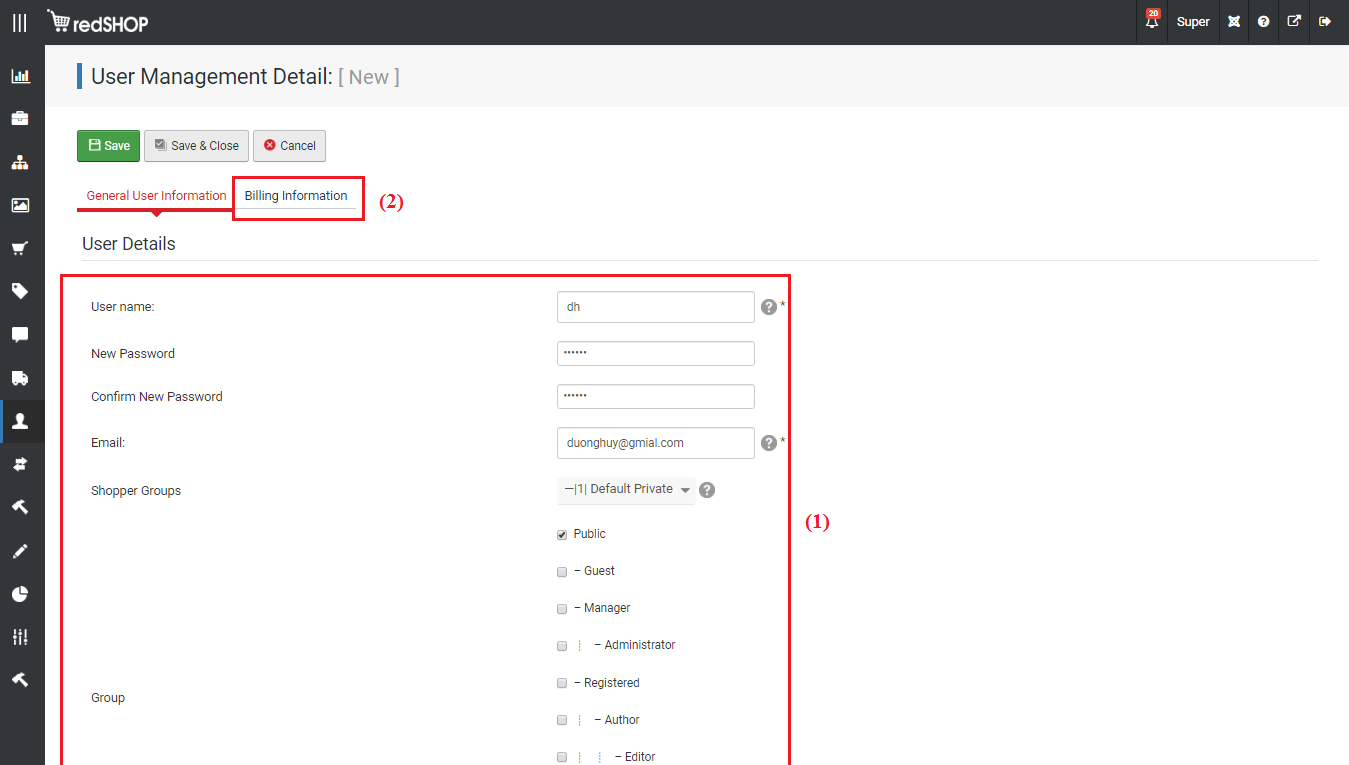 redSHOP
20
Super
User Management Detail: [ New ]
Save
Save & Close
Cancel
General User Information
Billing Information
(2)
User Details
User name:
dh
? *
New Password
••••••
Confirm New Password
••••••
Email:
duonghuy@gmial.com
? *
Shopper Groups
—|1| Default Private
?
(1)
Public
– Guest
– Manager
⁝ – Administrator
– Registered
Group
⁝ – Author
⁝ ⁝ – Editor